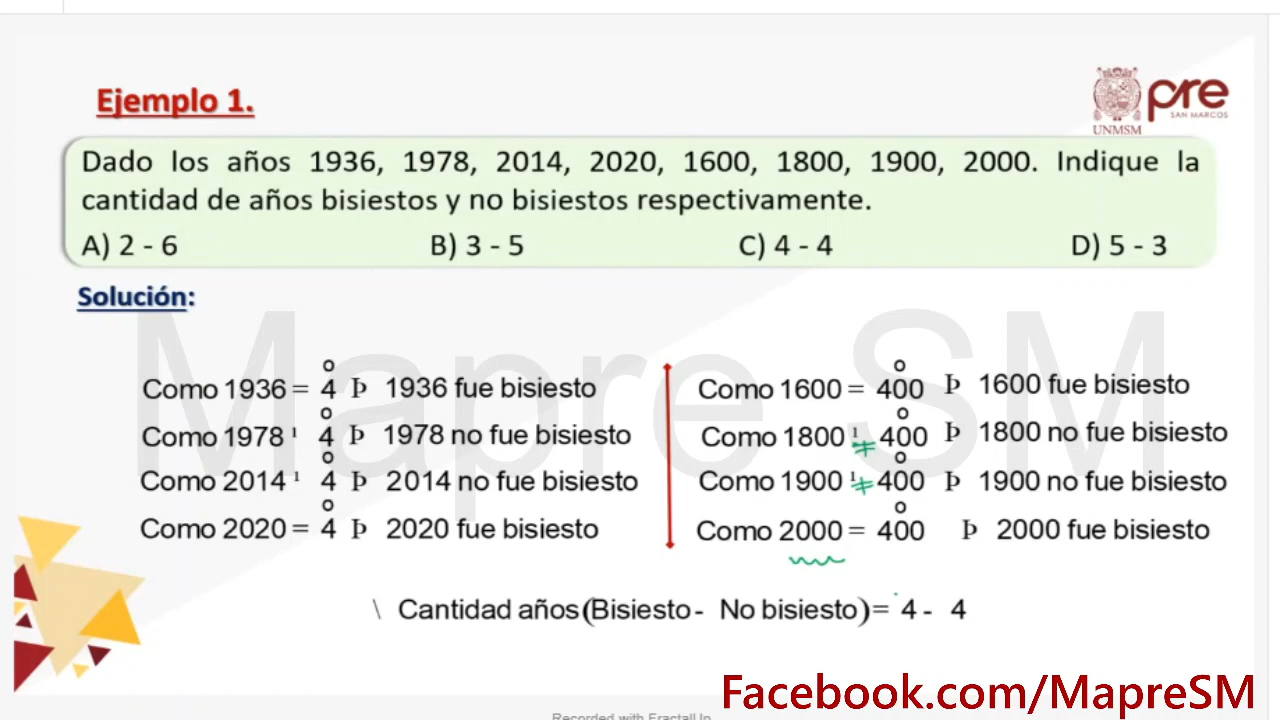 Ejemplo 1.
UNMSM
pre
SAN MARCOS
Dado los años 1936, 1978, 2014, 2020, 1600, 1800, 1900, 2000. Indique la
cantidad de años bisiestos y no bisiestos respectivamente.
A) 2 - 6 B) 3 - 5 C) 4 - 4 D) 5 - 3
Solución:
Mapre SM
Como 1936 = 4̊ Þ 1936 fue bisiesto
Como 1978 ¹ 4̊ Þ 1978 no fue bisiesto
Como 2014 ¹ 4̊ Þ 2014 no fue bisiesto
Como 2020 = 4̊ Þ 2020 fue bisiesto
Como 1600 = 400̊ Þ 1600 fue bisiesto
Como 1800 ¹ ≠ 400̊ Þ 1800 no fue bisiesto
Como 1900 ¹ ≠ 400̊ Þ 1900 no fue bisiesto
Como 2000 = 400̊ Þ 2000 fue bisiesto
\ Cantidad años(Bisiesto - No bisiesto)= 4 - 4
Facebook.com/MapreSM
Recorded with FractalUp